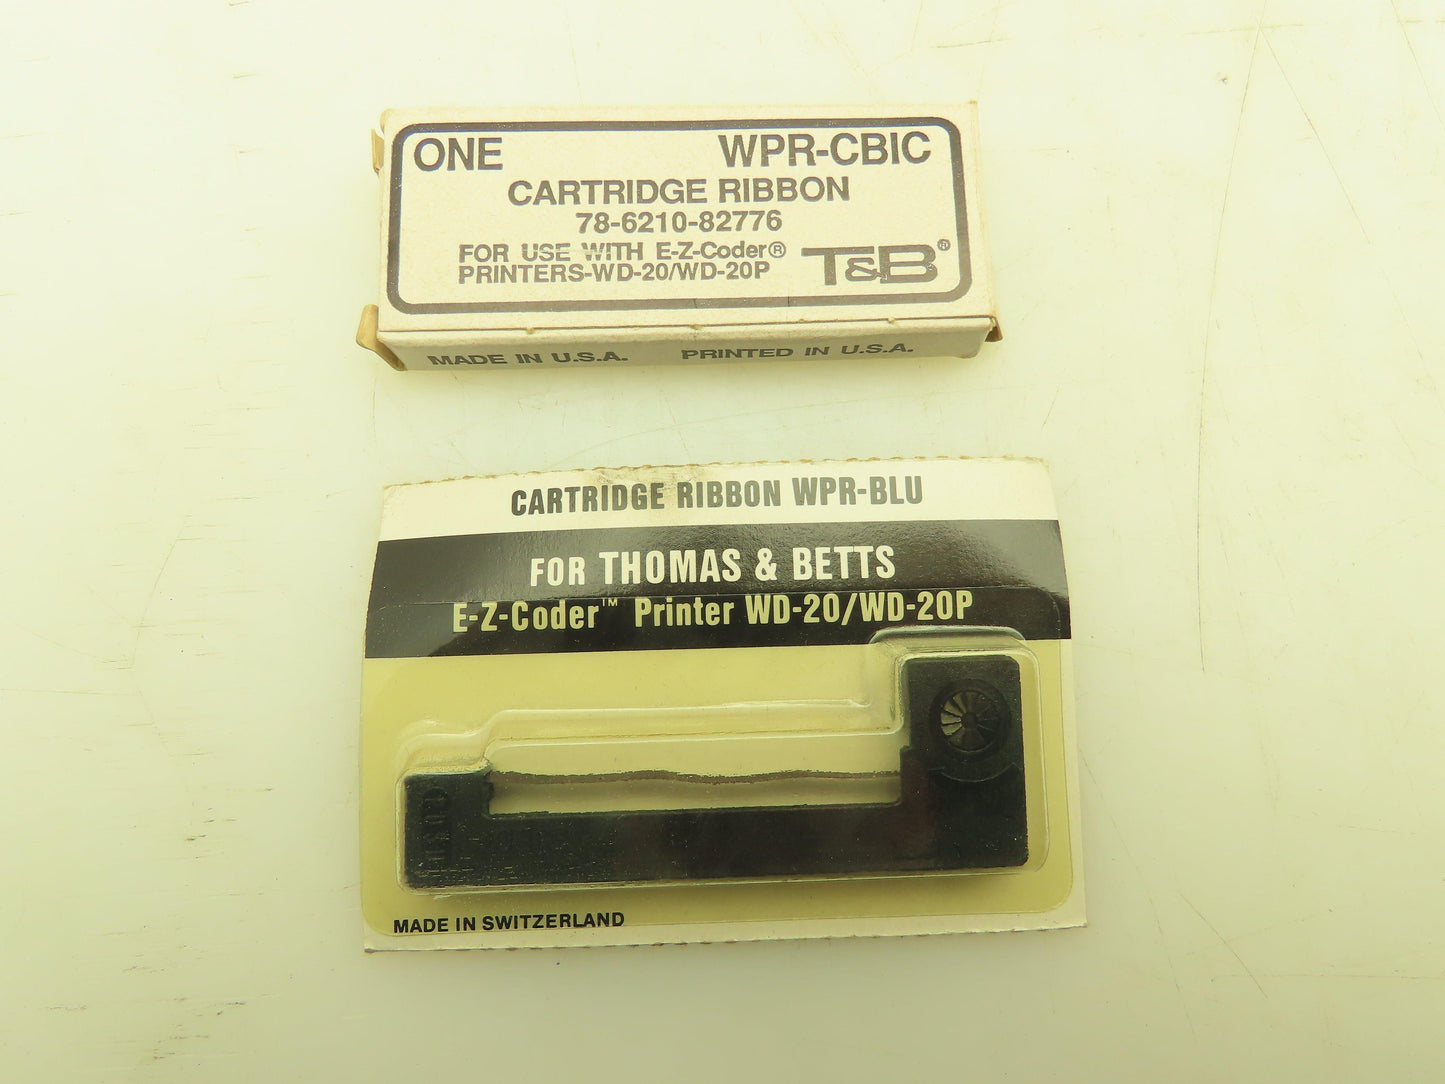 ONE WPR-CBIC
CARTRIDGE RIBBON
78-6210-82776
FOR USE WITH E-Z-Coder®
PRINTERS-WD-20/WD-20P T&B®
MADE IN U.S.A. PRINTED IN U.S.A.
CARTRIDGE RIBBON WPR-BLU
FOR THOMAS & BETTS
E-Z-Coder™ Printer WD-20/WD-20P
MADE IN SWITZERLAND